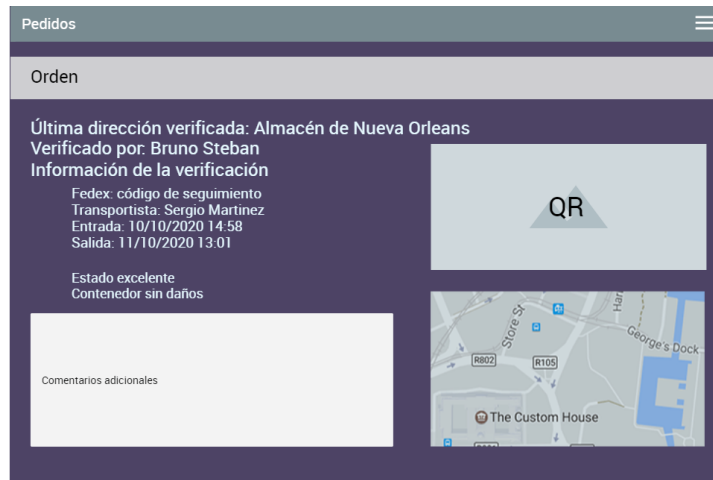 Pedidos
Orden
Última dirección verificada: Almacén de Nueva Orleans
Verificado por: Bruno Steban
Información de la verificación
Fedex: código de seguimiento
Transportista: Sergio Martinez
Entrada: 10/10/2020 14:58
Salida: 11/10/2020 13:01
Estado excelente
Contenedor sin daños
QR
Comentarios adicionales
Store St
George's Dock
R802
R105
The Custom House